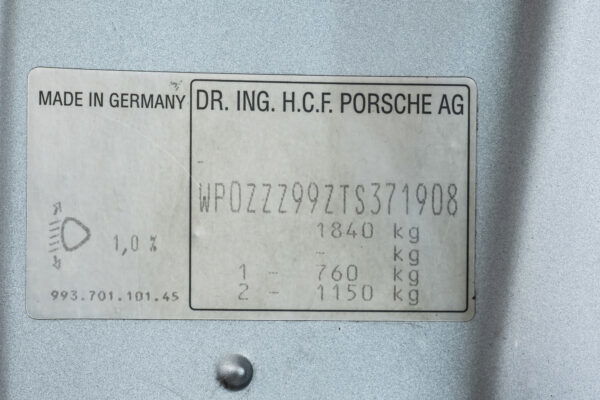 MADE IN GERMANY
DR. ING. H.C.F. PORSCHE AG
-
WP0ZZZ99ZTS371908
1840 kg
- kg
1 - 760 kg
2 - 1150 kg
1,0 %
993.701.101.45